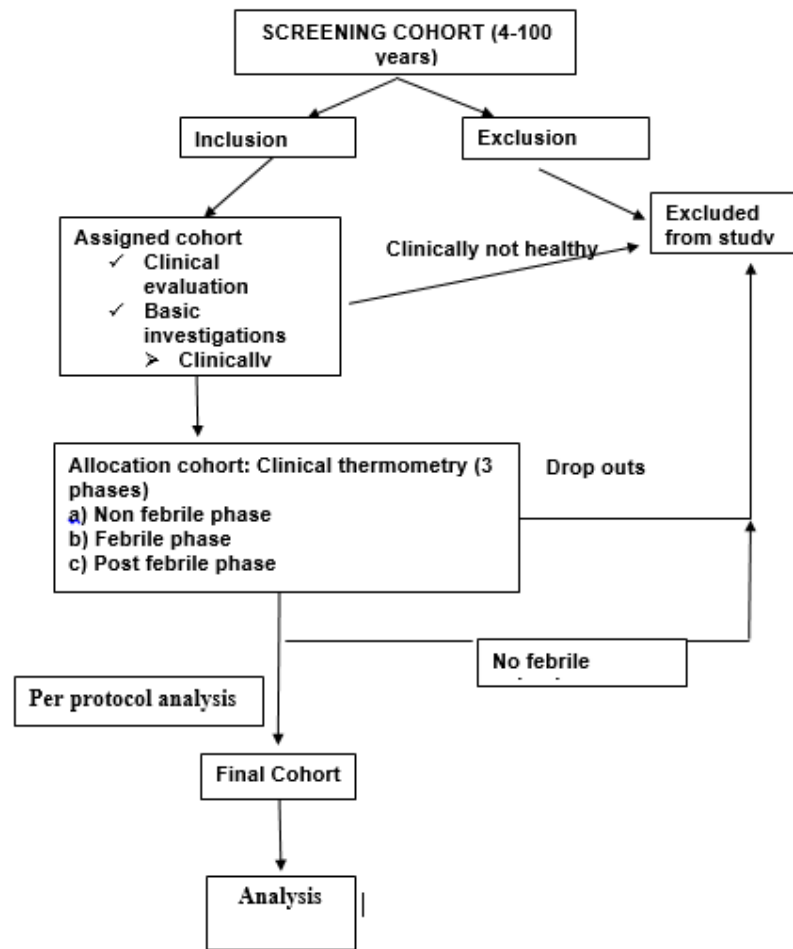 SCREENING COHORT (4-100
years)
Inclusion
Exclusion
Excluded
from study
Assigned cohort
✓ Clinical
evaluation
✓ Basic
investigations
➢ Clinically
Clinically not healthy
Allocation cohort: Clinical thermometry (3
phases)
a) Non febrile phase
b) Febrile phase
c) Post febrile phase
Drop outs
No febrile
Per protocol analysis
Final Cohort
Analysis